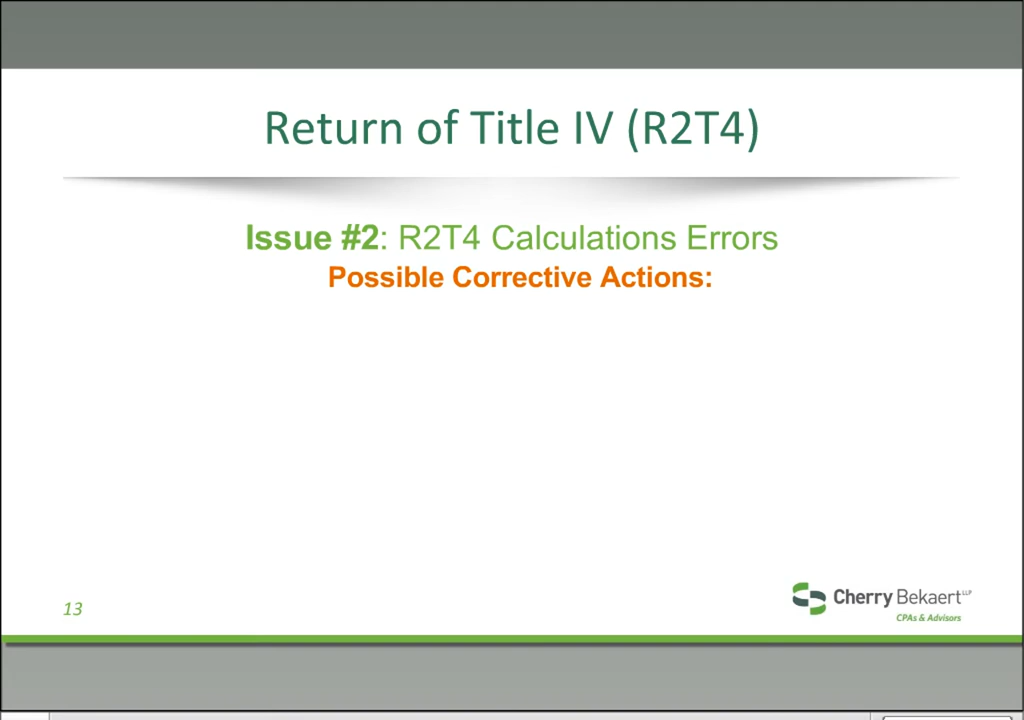 Return of Title IV (R2T4)
Issue #2: R2T4 Calculations Errors
Possible Corrective Actions:
13
Cherry Bekaert LLP
CPAs & Advisors